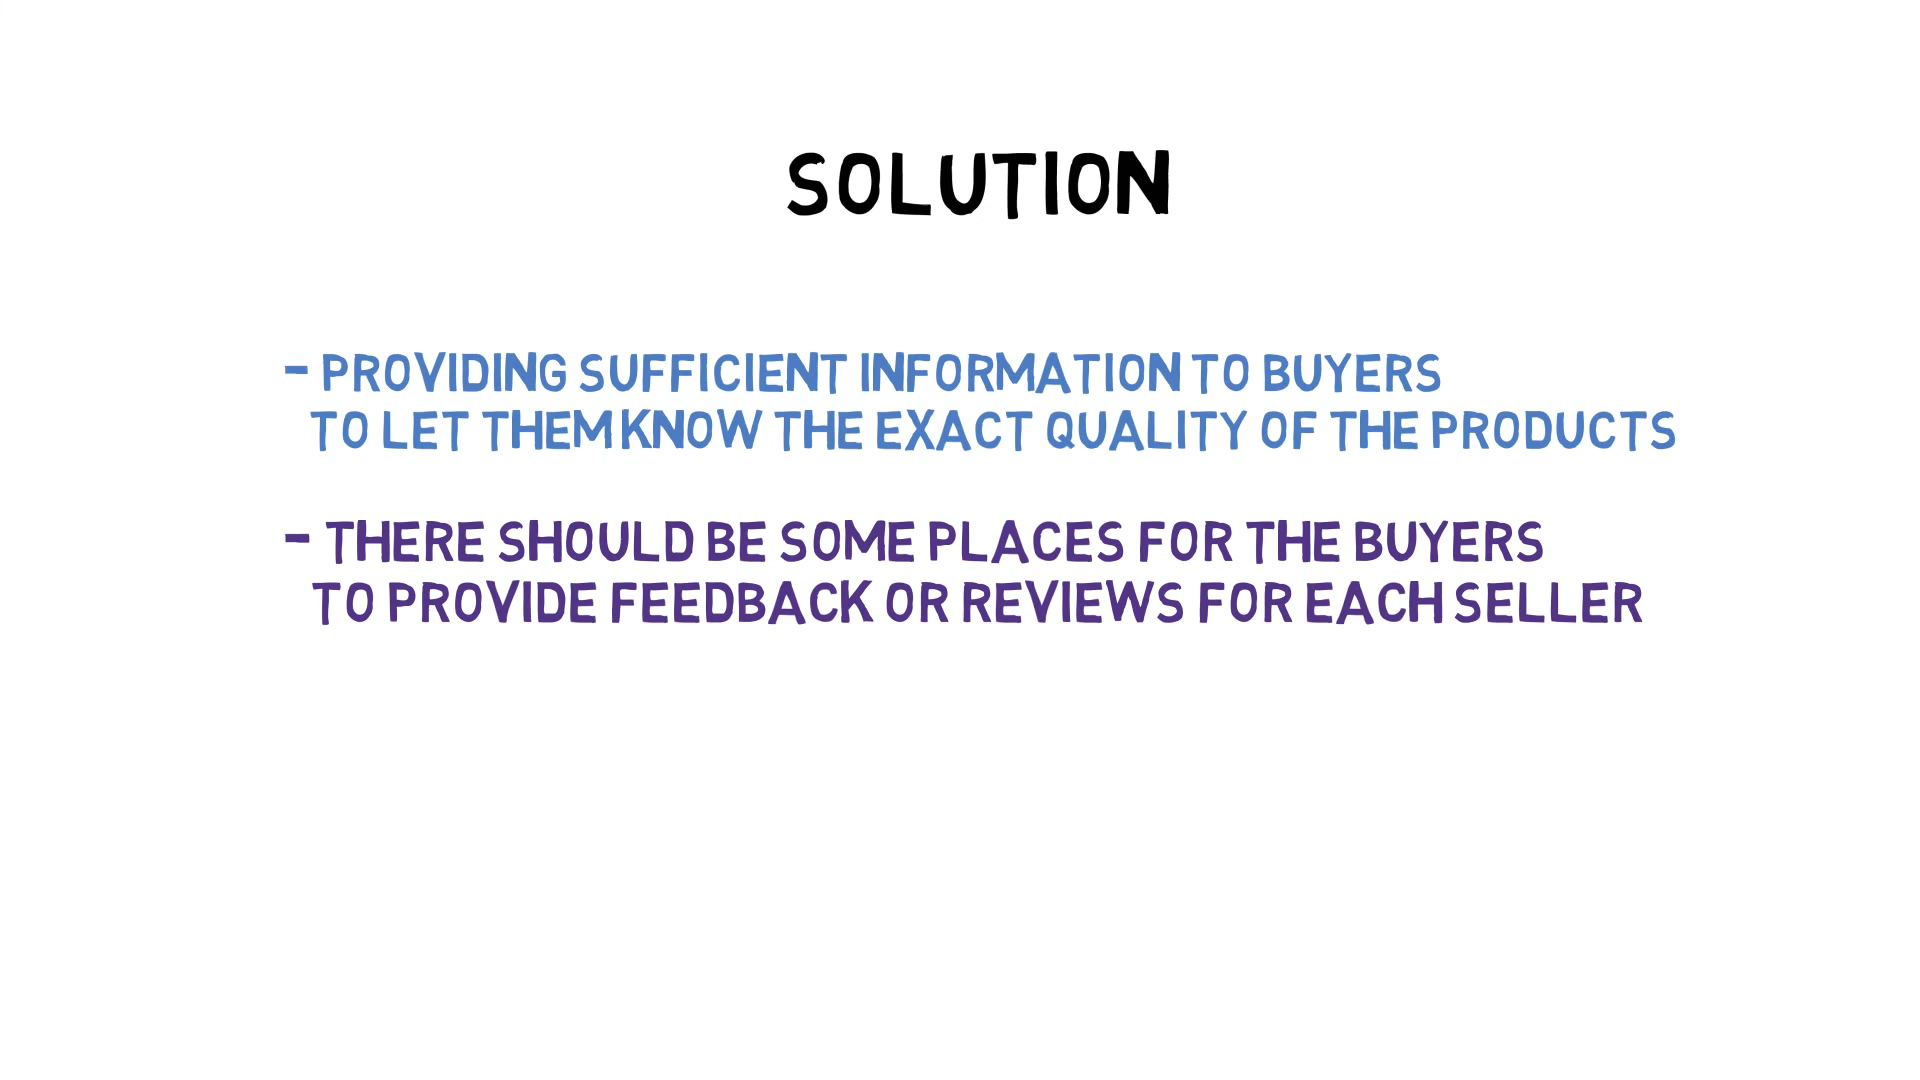 SOLUTION
- PROVIDING SUFFICIENT INFORMATION TO BUYERS
TO LET THEM KNOW THE EXACT QUALITY OF THE PRODUCTS
- THERE SHOULD BE SOME PLACES FOR THE BUYERS
TO PROVIDE FEEDBACK OR REVIEWS FOR EACH SELLER